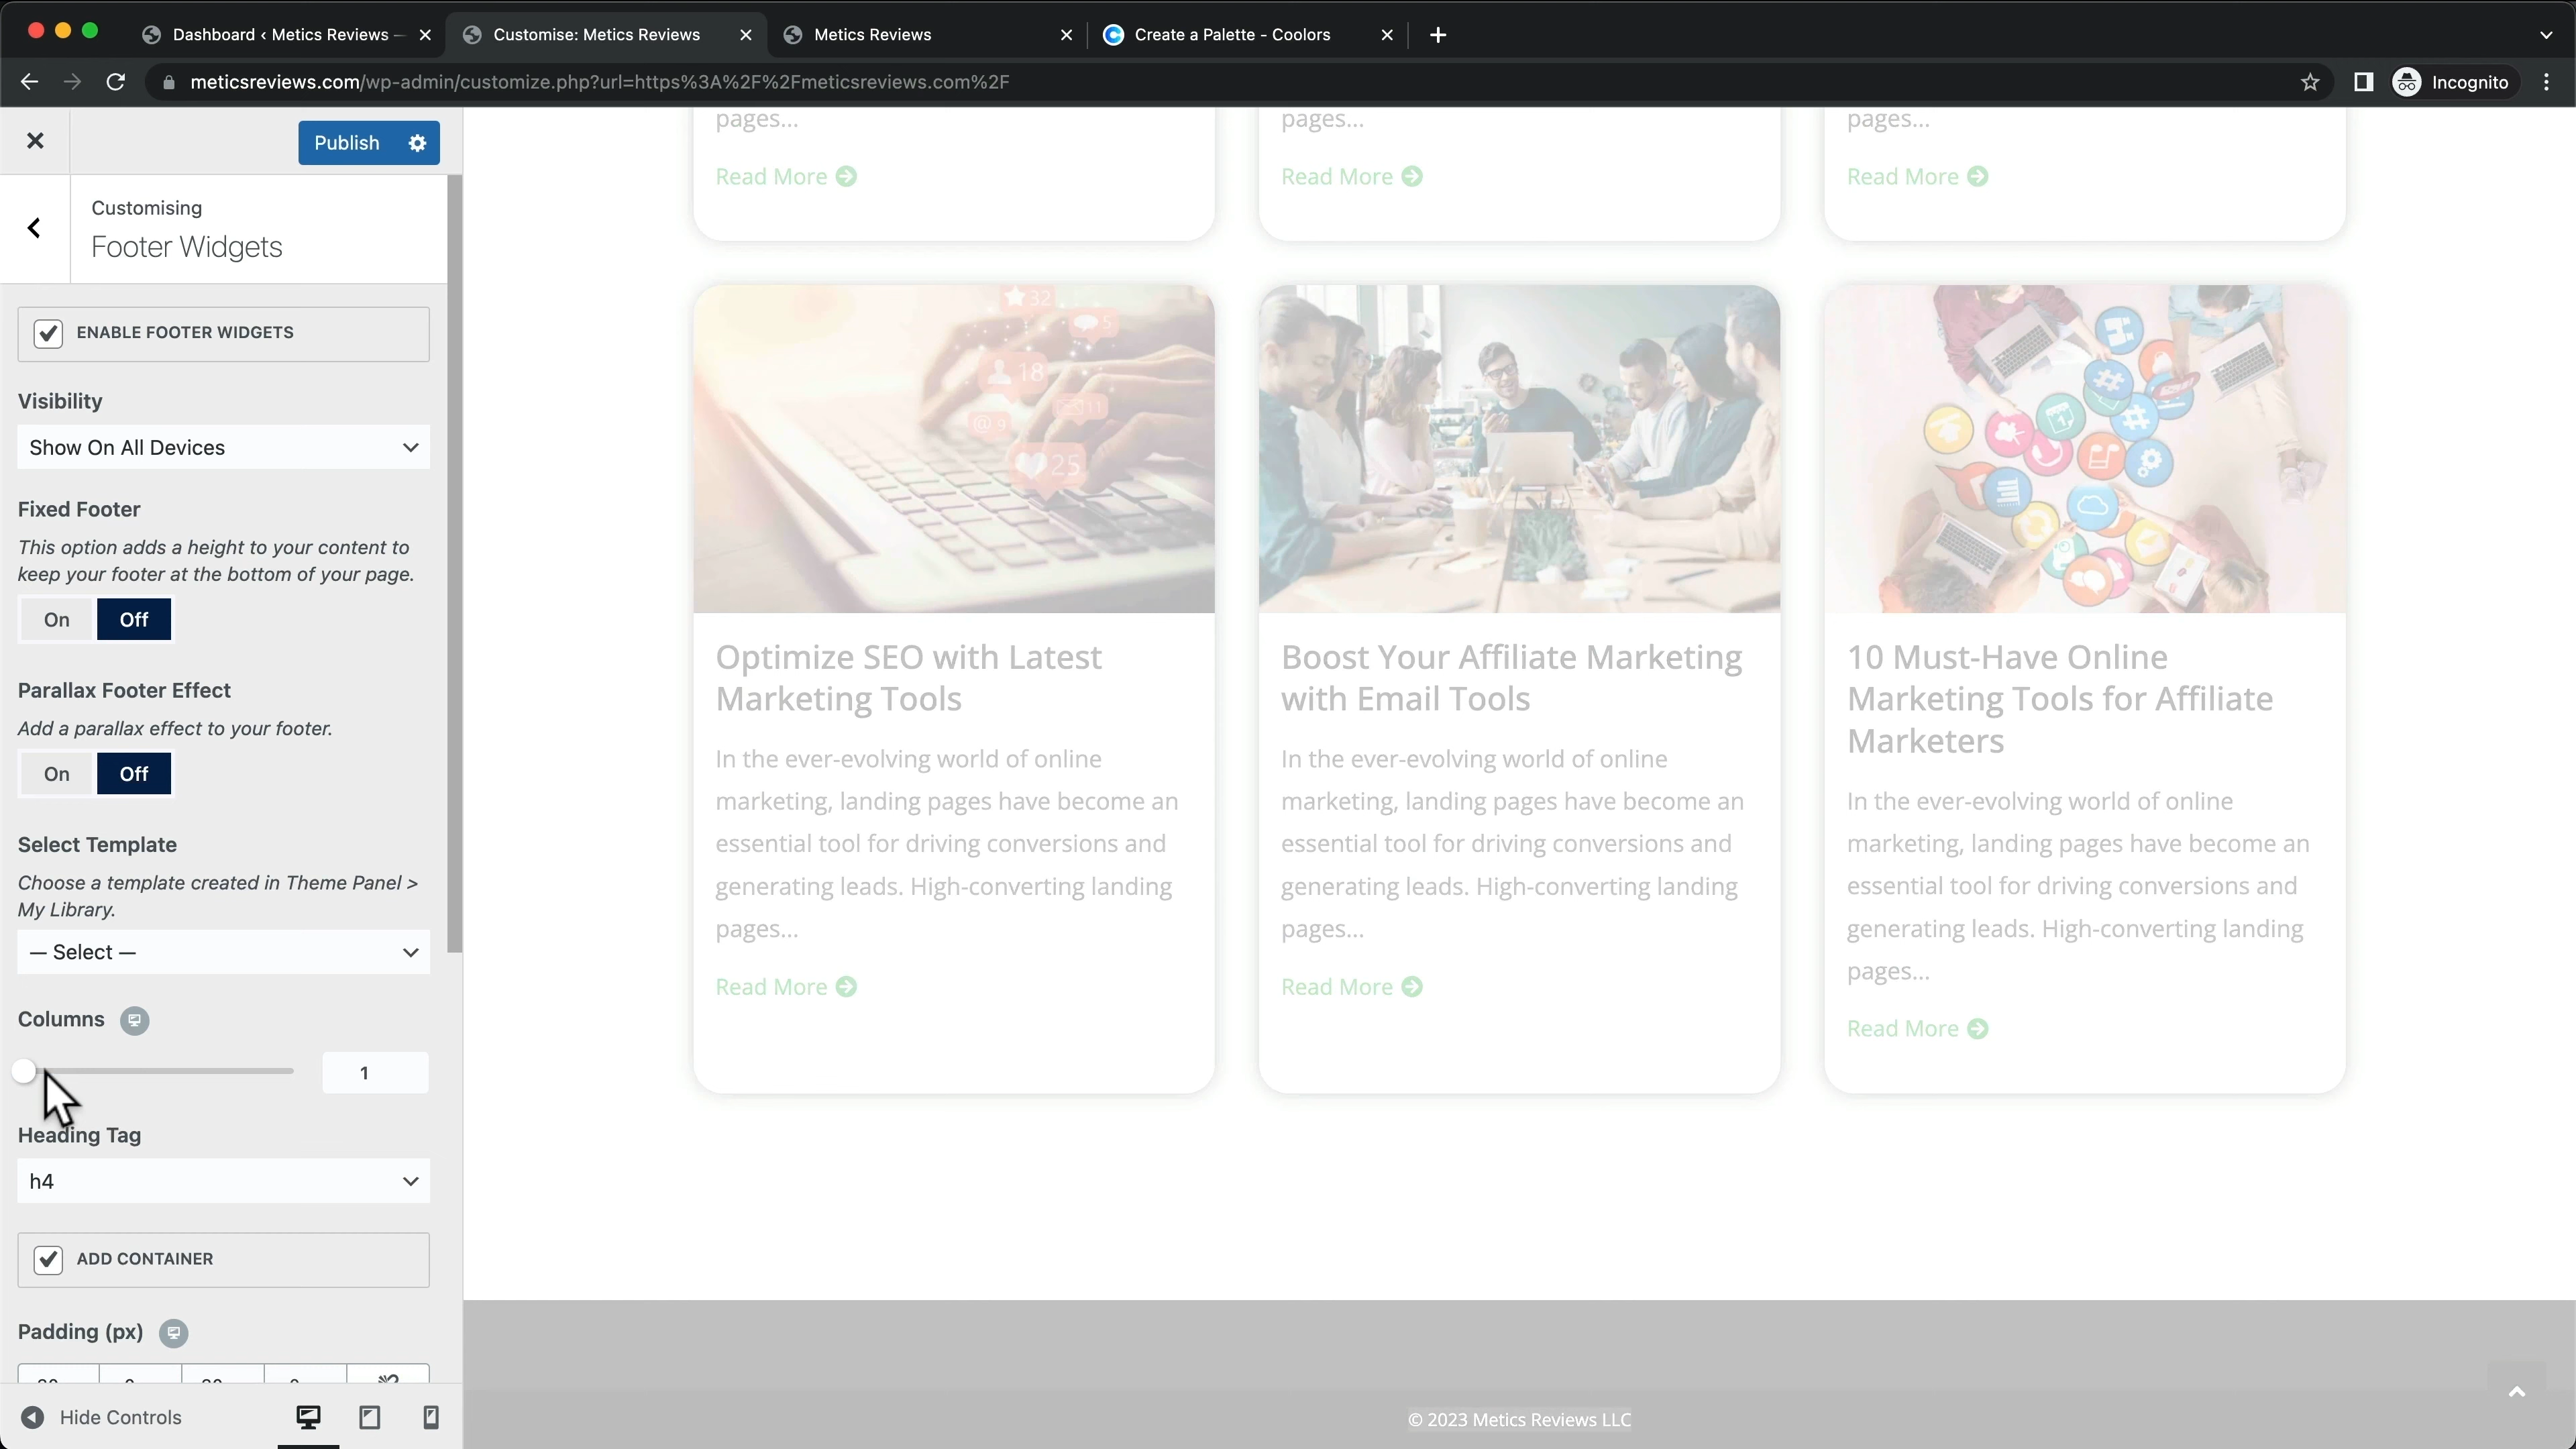 Dashboard ‹ Metics Reviews —
Customise: Metics Reviews
Metics Reviews
Create a Palette - Coolors
meticsreviews.com/wp-admin/customize.php?url=https%3A%2F%2Fmeticsreviews.com%2F
Incognito
Publish
Customising
Footer Widgets
ENABLE FOOTER WIDGETS
Visibility
Show On All Devices
Fixed Footer
This option adds a height to your content to
keep your footer at the bottom of your page.
On Off
Parallax Footer Effect
Add a parallax effect to your footer.
On Off
Select Template
Choose a template created in Theme Panel >
My Library.
— Select —
Columns
1
Heading Tag
h4
ADD CONTAINER
Padding (px)
Hide Controls
pages...
Read More
pages...
Read More
pages...
Read More
32
5
18
11
@ 9
25
Optimize SEO with Latest
Marketing Tools
In the ever-evolving world of online
marketing, landing pages have become an
essential tool for driving conversions and
generating leads. High-converting landing
pages...
Read More
Boost Your Affiliate Marketing
with Email Tools
In the ever-evolving world of online
marketing, landing pages have become an
essential tool for driving conversions and
generating leads. High-converting landing
pages...
Read More
10 Must-Have Online
Marketing Tools for Affiliate
Marketers
In the ever-evolving world of online
marketing, landing pages have become an
essential tool for driving conversions and
generating leads. High-converting landing
pages...
Read More
© 2023 Metics Reviews LLC